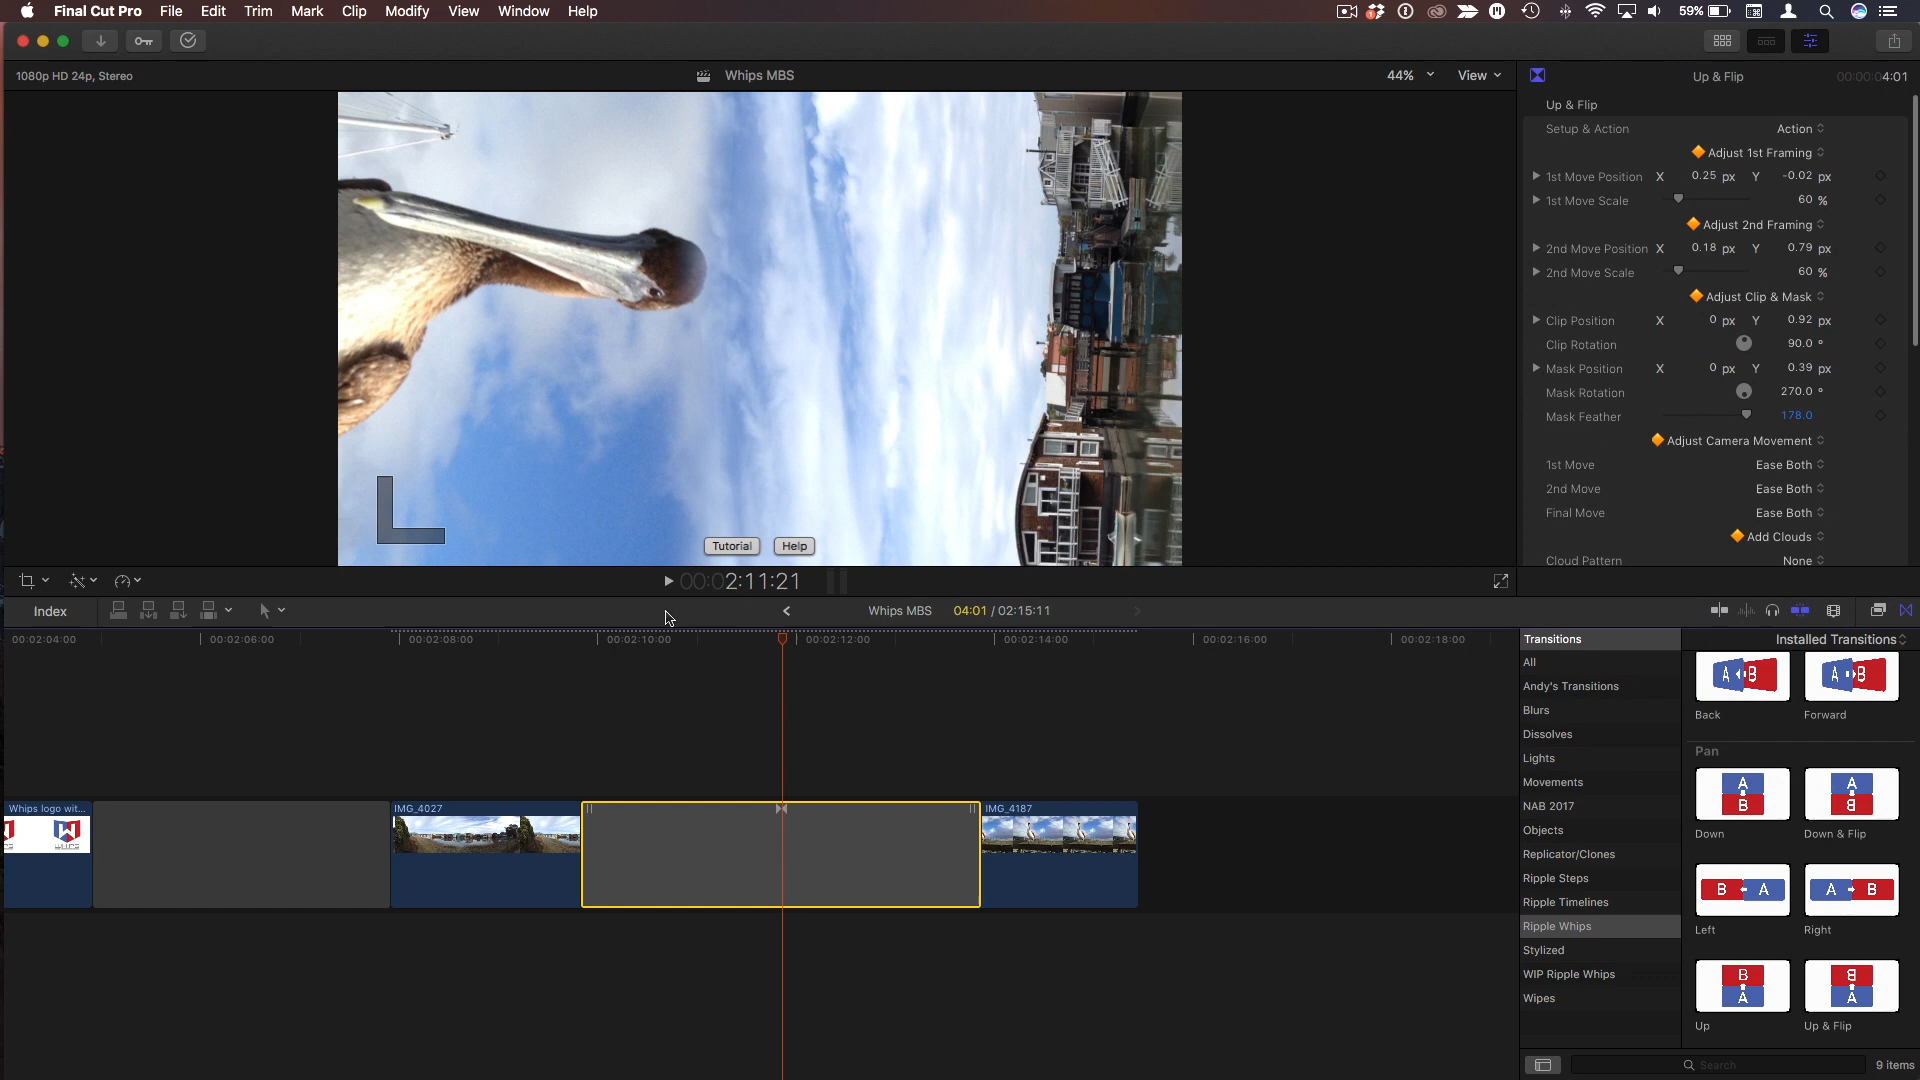 Final Cut Pro File Edit Trim Mark Clip Modify View Window Help
59%
1080p HD 24p, Stereo
Whips MBS
44%
View
Up & Flip
00:00:04:01
Up & Flip
Setup & Action Action
Adjust 1st Framing
1st Move Position X 0.25 px Y -0.02 px
1st Move Scale 60 %
Adjust 2nd Framing
2nd Move Position X 0.18 px Y 0.79 px
2nd Move Scale 60 %
Adjust Clip & Mask
Clip Position X 0 px Y 0.92 px
Clip Rotation 90.0 °
Mask Position X 0 px Y 0.39 px
Mask Rotation 270.0 °
Mask Feather 178.0
Adjust Camera Movement
1st Move Ease Both
2nd Move Ease Both
Final Move Ease Both
Add Clouds
Cloud Pattern None
Tutorial Help
00:02:11:21
Index
Whips MBS 04:01 / 02:15:11
00:02:04:00 00:02:06:00 00:02:08:00 00:02:10:00 00:02:12:00 00:02:14:00 00:02:16:00 00:02:18:00
Whips logo wit...
IMG_4027
IMG_4187
Transitions
All
Andy's Transitions
Blurs
Dissolves
Lights
Movements
NAB 2017
Objects
Replicator/Clones
Ripple Steps
Ripple Timelines
Ripple Whips
Stylized
WIP Ripple Whips
Wipes
Installed Transitions
A B
A B
Back Forward
Pan
A A
B B
Down Down & Flip
B A
A B
Left Right
B B
A A
Up Up & Flip
Search
9 items